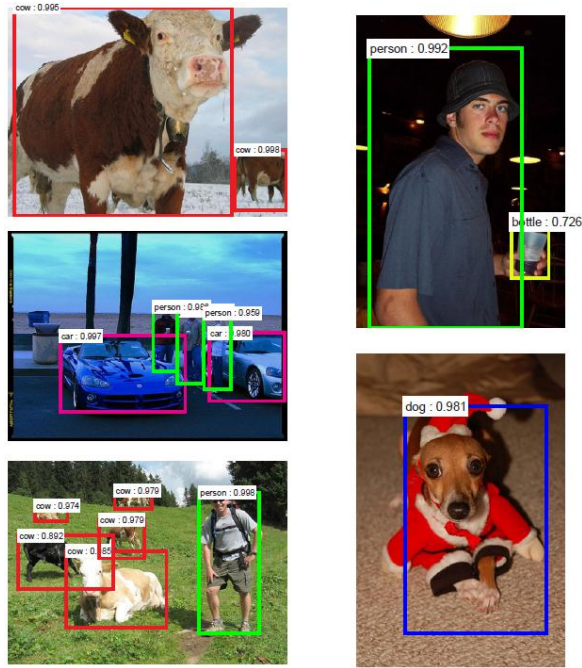 cow : 0.995
cow : 0.998
person : 0.992
bottle : 0.726
person : 0.959
car : 0.997
car : 0.980
dog : 0.981
cow : 0.979
cow : 0.974
person : 0.998
cow : 0.979
cow : 0.892